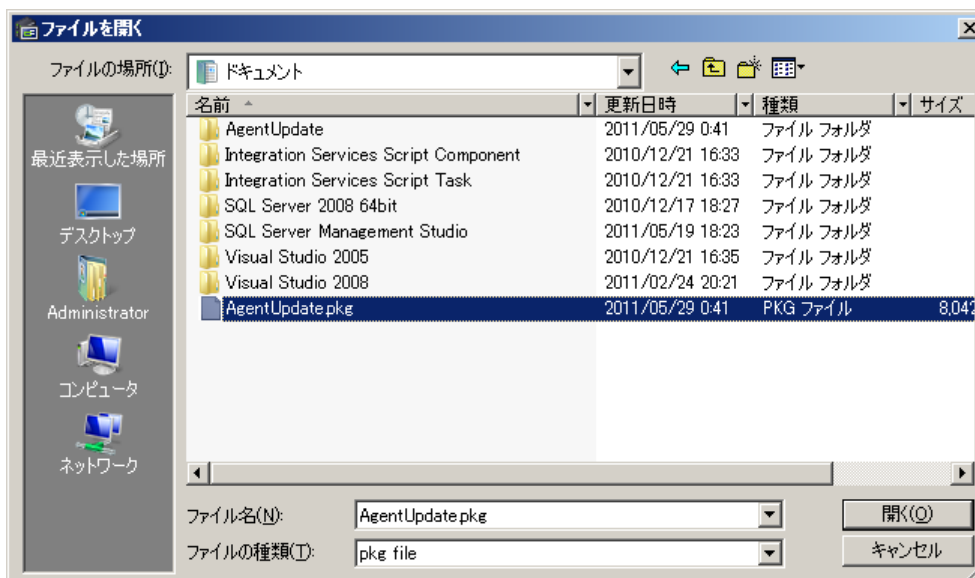 ファイルを開く
ファイルの場所(I):
ドキュメント
名前 更新日時 種類 サイズ
AgentUpdate 2011/05/29 0:41 ファイル フォルダ
Integration Services Script Component 2010/12/21 16:33 ファイル フォルダ
Integration Services Script Task 2010/12/21 16:33 ファイル フォルダ
SQL Server 2008 64bit 2010/12/17 18:27 ファイル フォルダ
SQL Server Management Studio 2011/05/19 18:23 ファイル フォルダ
Visual Studio 2005 2010/12/21 16:35 ファイル フォルダ
Visual Studio 2008 2011/02/24 20:21 ファイル フォルダ
AgentUpdate.pkg 2011/05/29 0:41 PKG ファイル 8,042
最近表示した場所
デスクトップ
Administrator
コンピュータ
ネットワーク
ファイル名(N): AgentUpdate.pkg 開く(O)
ファイルの種類(T): pkg file キャンセル